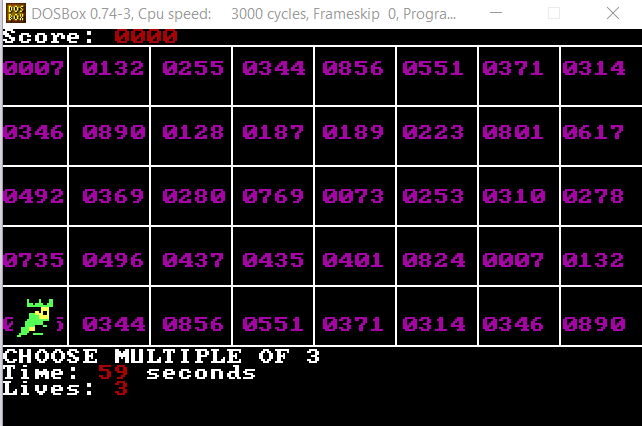 DOS
BOX
DOSBox 0.74-3, Cpu speed: 3000 cycles, Frameskip 0, Progra...
Score: 0000
0007 0132 0255 0344 0856 0551 0371 0314
0346 0890 0128 0187 0189 0223 0801 0617
0492 0369 0280 0769 0073 0253 0310 0278
0735 0496 0437 0435 0401 0824 0007 0132
0344 0856 0551 0371 0314 0346 0890
CHOOSE MULTIPLE OF 3
Time: 59 seconds
Lives: 3